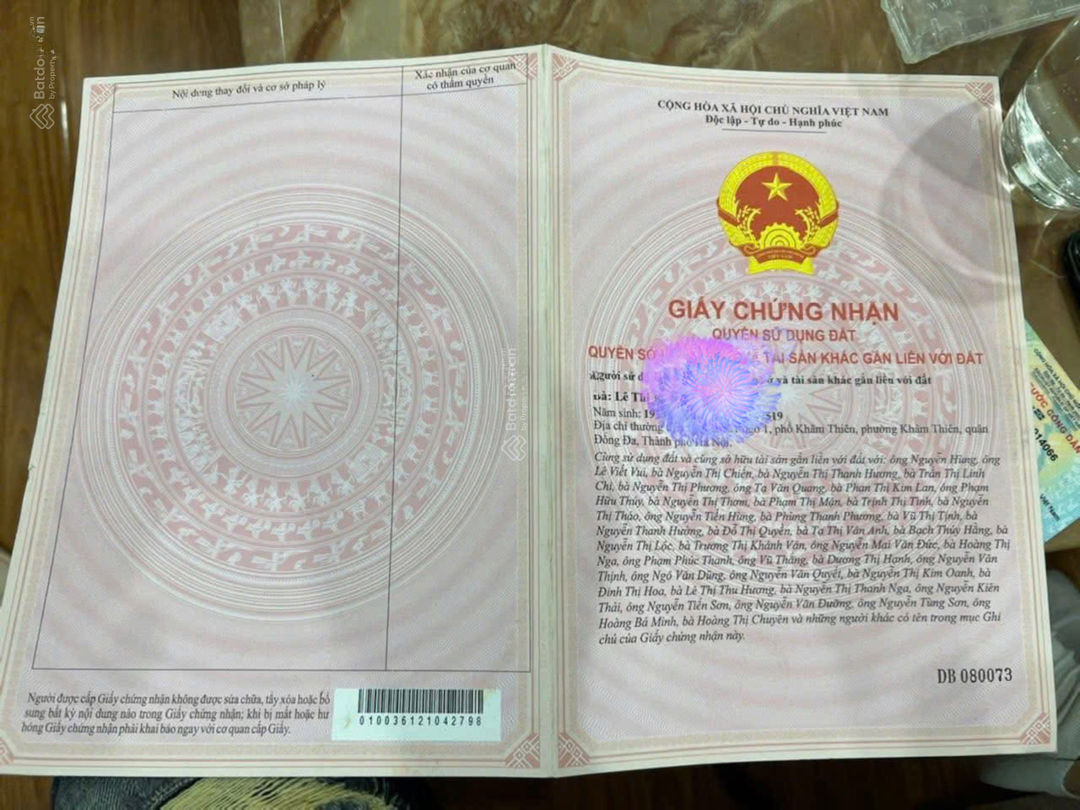 Nội dung thay đổi và cơ sở pháp lý
Xác nhận của cơ quan
có thẩm quyền
Người được cấp Giấy chứng nhận không được sửa chữa, tẩy xóa hoặc bổ
sung bất kỳ nội dung nào trong Giấy chứng nhận; khi bị mất hoặc hư
hỏng Giấy chứng nhận phải khai báo ngay với cơ quan cấp Giấy.
010036121042798
CỘNG HÒA XÃ HỘI CHỦ NGHĨA VIỆT NAM
Độc lập - Tự do - Hạnh phúc
GIẤY CHỨNG NHẬN
QUYỀN SỬ DỤNG ĐẤT
QUYỀN SỞ TÀI SẢN KHÁC GẮN LIỀN VỚI ĐẤT
Người sử ở và tài sản khác gắn liền với đất
bà: Lê Thị
Năm sinh: 19 519
Địa chỉ thường 1, phố Khâm Thiên, phường Khâm Thiên, quận
Đống Đa, Thành phố Hà Nội.
Cùng sử dụng đất và cùng sở hữu tài sản gắn liền với đất với: ông Nguyễn Hùng, ông
Lê Viết Vui, bà Nguyễn Thị Chiến, bà Nguyễn Thị Thanh Hương, bà Trần Thị Linh
Chi, bà Nguyễn Thị Phương, ông Tạ Văn Quang, bà Phan Thị Kim Lan, ông Phạm
Hữu Thúy, bà Nguyễn Thị Thơm, bà Phạm Thị Mận, bà Trịnh Thị Tình, bà Nguyễn
Thị Thảo, ông Nguyễn Tiến Hùng, bà Phùng Thanh Phương, bà Vũ Thị Tịnh, bà
Nguyễn Thanh Hường, bà Đỗ Thị Quyên, bà Tạ Thị Vân Anh, bà Bạch Thúy Hằng, bà
Nguyễn Thị Lộc, bà Trương Thị Khánh Vân, ông Nguyễn Mai Văn Đức, bà Hoàng Thị
Nga, ông Phạm Phúc Thanh, ông Vũ Thắng, bà Dương Thị Hạnh, ông Nguyễn Văn
Thịnh, ông Ngô Văn Dũng, ông Nguyễn Văn Quyết, bà Nguyễn Thị Kim Oanh, bà
Đinh Thị Hoa, bà Lê Thị Thu Hương, bà Nguyễn Thị Thanh Nga, ông Nguyễn Kiên
Thái, ông Nguyễn Tiến Sơn, ông Nguyễn Văn Đường, ông Nguyễn Tùng Sơn, ông
Hoàng Bá Minh, bà Hoàng Thị Chuyên và những người khác có tên trong mục Ghi
chú của Giấy chứng nhận này.
DB 080073
014066